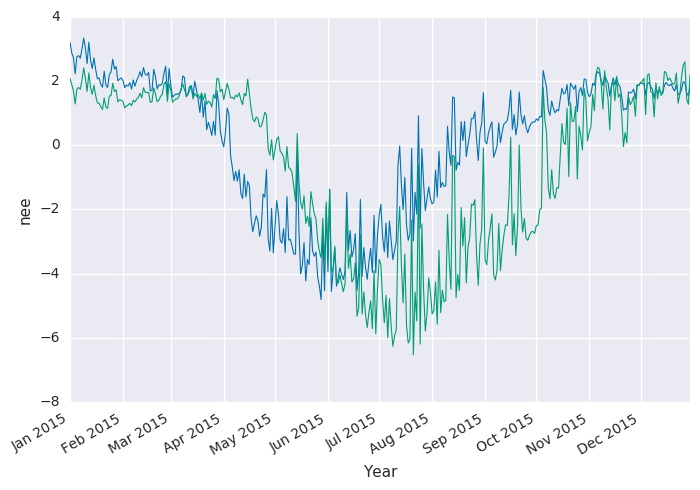 4
2
0
−2
−4
−6
−8
nee
Jan 2015
Feb 2015
Mar 2015
Apr 2015
May 2015
Jun 2015
Jul 2015
Aug 2015
Sep 2015
Oct 2015
Nov 2015
Dec 2015
Year